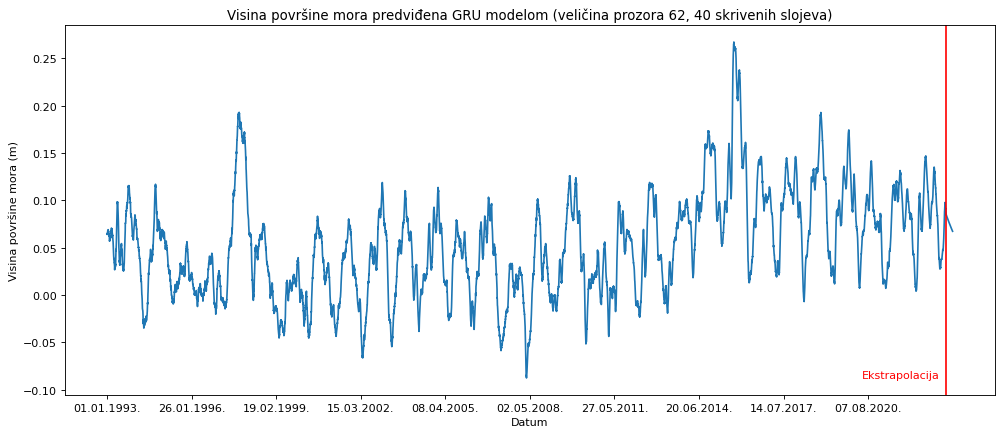 Visina površine mora predviđena GRU modelom (veličina prozora 62, 40 skrivenih slojeva)
Visina površine mora (m)
0.25
0.20
0.15
0.10
0.05
0.00
−0.05
−0.10
Ekstrapolacija
01.01.1993. 26.01.1996. 19.02.1999. 15.03.2002. 08.04.2005. 02.05.2008. 27.05.2011. 20.06.2014. 14.07.2017. 07.08.2020.
Datum